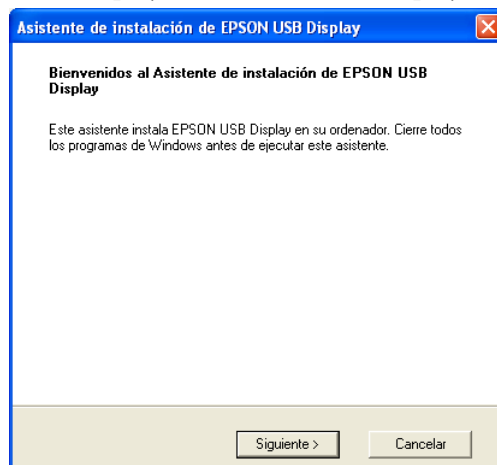 Asistente de instalación de EPSON USB Display
Bienvenidos al Asistente de instalación de EPSON USB
Display
Este asistente instala EPSON USB Display en su ordenador. Cierre todos
los programas de Windows antes de ejecutar este asistente.
Siguiente >
Cancelar